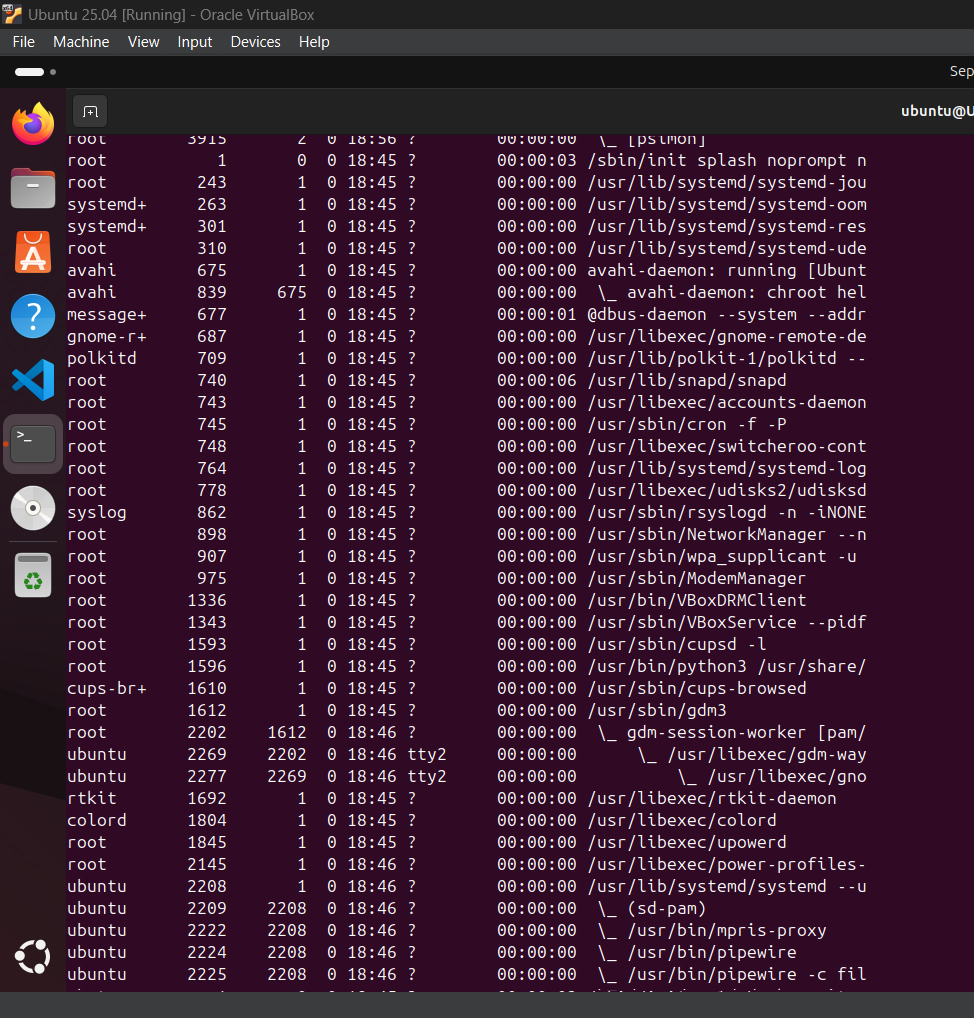 Ubuntu 25.04 [Running] - Oracle VirtualBox
File Machine View Input Devices Help
Sep
ubuntu@U
root 3915 2 0 18:56 ? 00:00:00 \_ [psimon]
root 1 0 0 18:45 ? 00:00:03 /sbin/init splash noprompt n
root 243 1 0 18:45 ? 00:00:00 /usr/lib/systemd/systemd-jou
systemd+ 263 1 0 18:45 ? 00:00:00 /usr/lib/systemd/systemd-oom
systemd+ 301 1 0 18:45 ? 00:00:00 /usr/lib/systemd/systemd-res
root 310 1 0 18:45 ? 00:00:00 /usr/lib/systemd/systemd-ude
avahi 675 1 0 18:45 ? 00:00:00 avahi-daemon: running [Ubunt
avahi 839 675 0 18:45 ? 00:00:00 \_ avahi-daemon: chroot hel
message+ 677 1 0 18:45 ? 00:00:01 @dbus-daemon --system --addr
gnome-r+ 687 1 0 18:45 ? 00:00:00 /usr/libexec/gnome-remote-de
polkitd 709 1 0 18:45 ? 00:00:00 /usr/lib/polkit-1/polkitd --
root 740 1 0 18:45 ? 00:00:06 /usr/lib/snapd/snapd
root 743 1 0 18:45 ? 00:00:00 /usr/libexec/accounts-daemon
root 745 1 0 18:45 ? 00:00:00 /usr/sbin/cron -f -P
root 748 1 0 18:45 ? 00:00:00 /usr/libexec/switcheroo-cont
root 764 1 0 18:45 ? 00:00:00 /usr/lib/systemd/systemd-log
root 778 1 0 18:45 ? 00:00:00 /usr/libexec/udisks2/udisksd
syslog 862 1 0 18:45 ? 00:00:00 /usr/sbin/rsyslogd -n -iNONE
root 898 1 0 18:45 ? 00:00:00 /usr/sbin/NetworkManager --n
root 907 1 0 18:45 ? 00:00:00 /usr/sbin/wpa_supplicant -u
root 975 1 0 18:45 ? 00:00:00 /usr/sbin/ModemManager
root 1336 1 0 18:45 ? 00:00:00 /usr/bin/VBoxDRMClient
root 1343 1 0 18:45 ? 00:00:00 /usr/sbin/VBoxService --pidf
root 1593 1 0 18:45 ? 00:00:00 /usr/sbin/cupsd -l
root 1596 1 0 18:45 ? 00:00:00 /usr/bin/python3 /usr/share/
cups-br+ 1610 1 0 18:45 ? 00:00:00 /usr/sbin/cups-browsed
root 1612 1 0 18:45 ? 00:00:00 /usr/sbin/gdm3
root 2202 1612 0 18:46 ? 00:00:00 \_ gdm-session-worker [pam/
ubuntu 2269 2202 0 18:46 tty2 00:00:00 \_ /usr/libexec/gdm-way
ubuntu 2277 2269 0 18:46 tty2 00:00:00 \_ /usr/libexec/gno
rtkit 1692 1 0 18:45 ? 00:00:00 /usr/libexec/rtkit-daemon
colord 1804 1 0 18:45 ? 00:00:00 /usr/libexec/colord
root 1845 1 0 18:45 ? 00:00:00 /usr/libexec/upowerd
root 2145 1 0 18:46 ? 00:00:00 /usr/libexec/power-profiles-
ubuntu 2208 1 0 18:46 ? 00:00:00 /usr/lib/systemd/systemd --u
ubuntu 2209 2208 0 18:46 ? 00:00:00 \_ (sd-pam)
ubuntu 2222 2208 0 18:46 ? 00:00:00 \_ /usr/bin/mpris-proxy
ubuntu 2224 2208 0 18:46 ? 00:00:00 \_ /usr/bin/pipewire
ubuntu 2225 2208 0 18:46 ? 00:00:00 \_ /usr/bin/pipewire -c fil